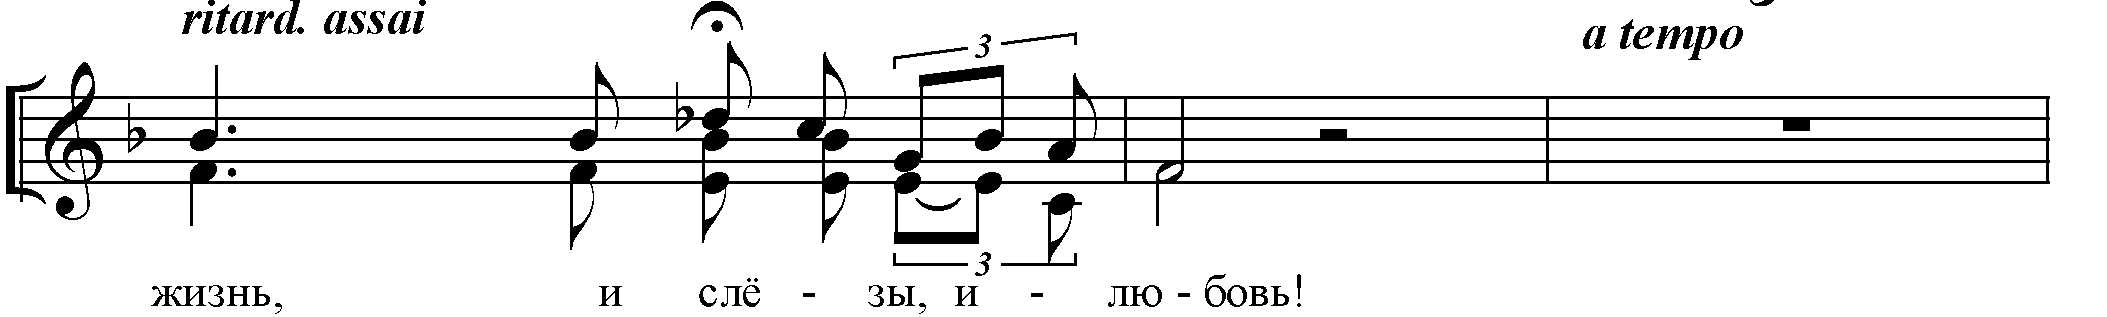 ritard. assai
a tempo
3
3
жизнь, и слё - зы, и - лю - бовь!